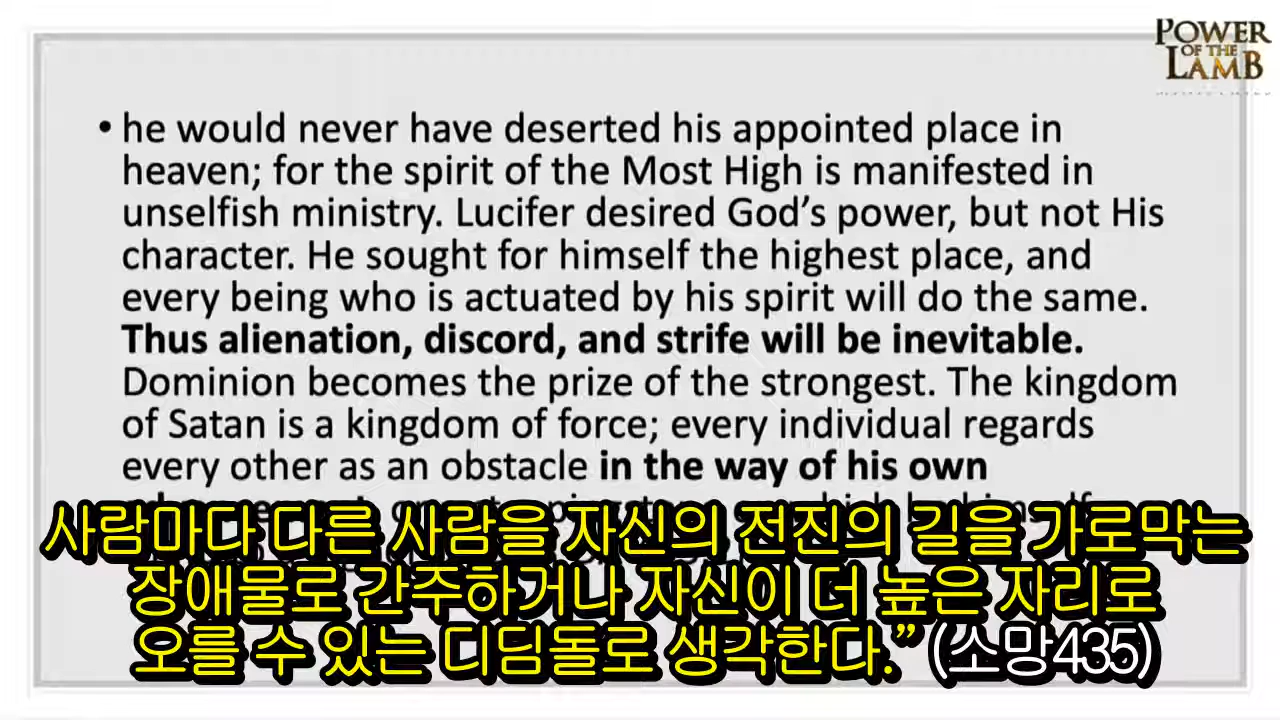 POWER
OF THE
LAMB
• he would never have deserted his appointed place in
heaven; for the spirit of the Most High is manifested in
unselfish ministry. Lucifer desired God's power, but not His
character. He sought for himself the highest place, and
every being who is actuated by his spirit will do the same.
Thus alienation, discord, and strife will be inevitable.
Dominion becomes the prize of the strongest. The kingdom
of Satan is a kingdom of force; every individual regards
every other as an obstacle in the way of his own
사람마다 다른 사람을 자신의 전진의 길을 가로막는
장애물로 간주하거나 자신이 더 높은 자리로
오를 수 있는 디딤돌로 생각한다.” (소망435)